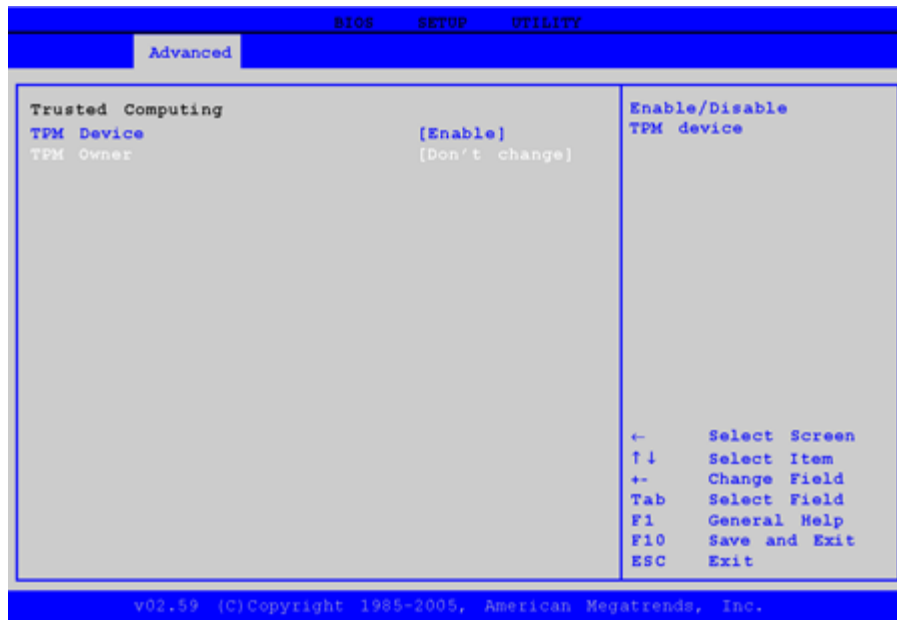 BIOS SETUP UTILITY
Advanced
Trusted Computing
TPM Device [Enable]
TPM Owner [Don't change]
Enable/Disable
TPM device
← Select Screen
↑↓ Select Item
+- Change Field
Tab Select Field
F1 General Help
F10 Save and Exit
ESC Exit
v02.59 (C)Copyright 1985-2005, American Megatrends, Inc.